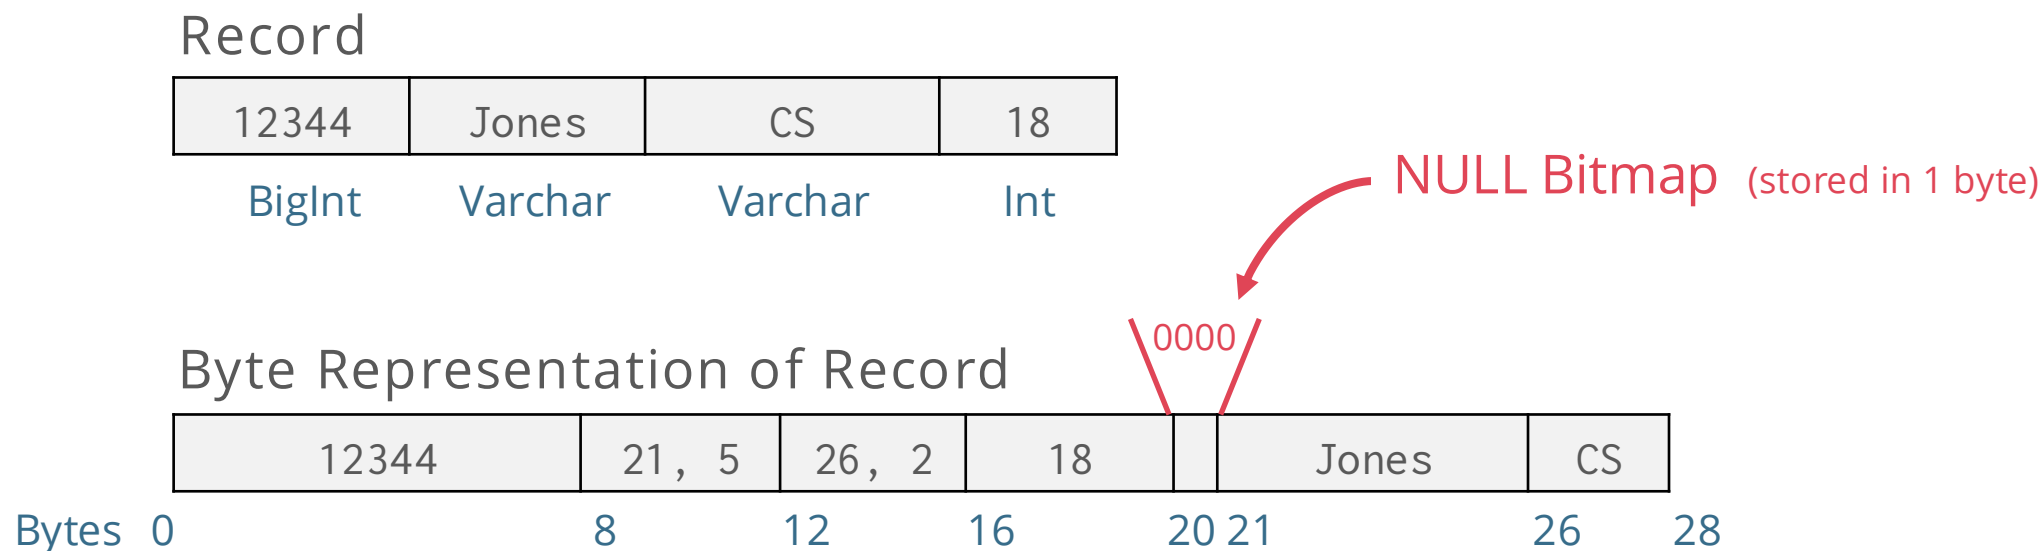 Record
12344 Jones CS 18
BigInt Varchar Varchar Int
NULL Bitmap (stored in 1 byte)
0000
Byte Representation of Record
12344 21, 5 26, 2 18 Jones CS
Bytes 0 8 12 16 20 21 26 28